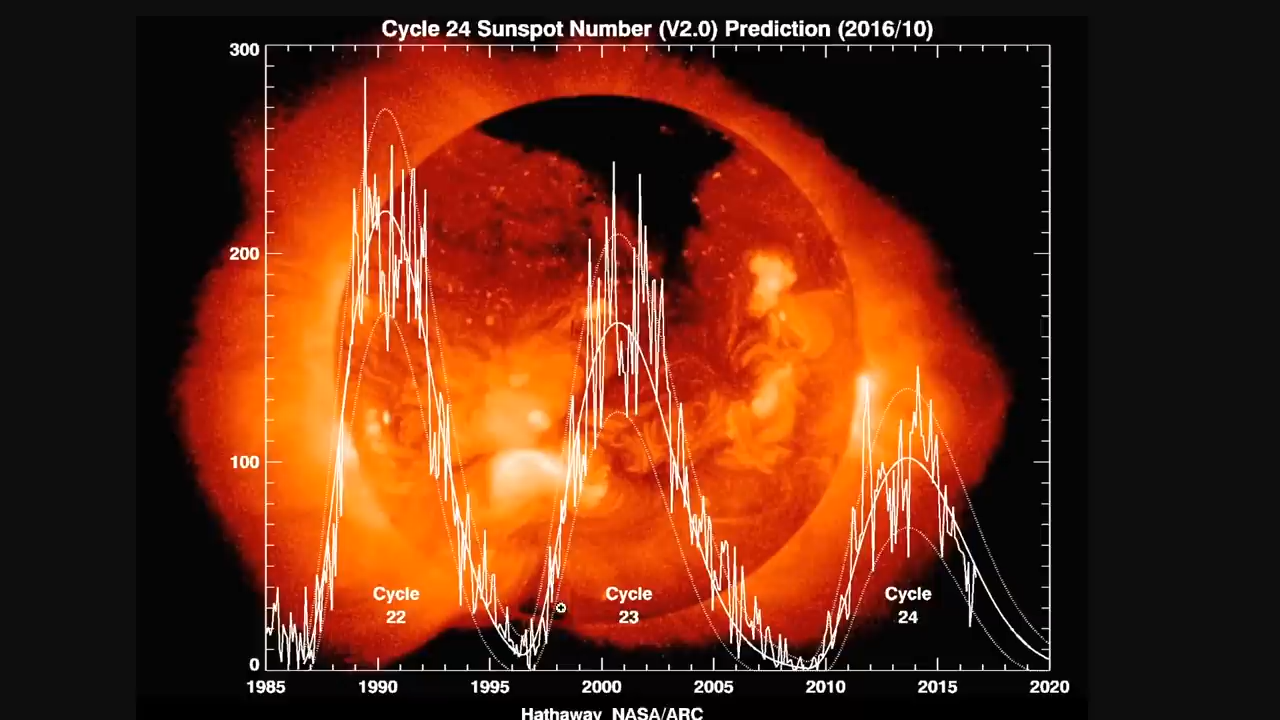 Cycle 24 Sunspot Number (V2.0) Prediction (2016/10)
300
200
100
0
Cycle
22
Cycle
23
Cycle
24
1985 1990 1995 2000 2005 2010 2015 2020
Hathaway NASA/ARC